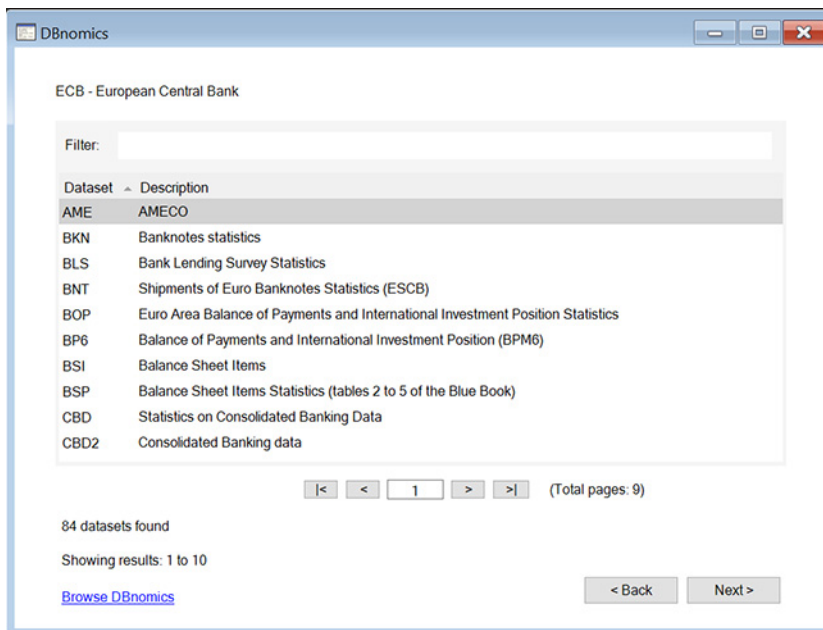 DBnomics
ECB - European Central Bank
Filter:
Dataset Description
AME AMECO
BKN Banknotes statistics
BLS Bank Lending Survey Statistics
BNT Shipments of Euro Banknotes Statistics (ESCB)
BOP Euro Area Balance of Payments and International Investment Position Statistics
BP6 Balance of Payments and International Investment Position (BPM6)
BSI Balance Sheet Items
BSP Balance Sheet Items Statistics (tables 2 to 5 of the Blue Book)
CBD Statistics on Consolidated Banking Data
CBD2 Consolidated Banking data
|< < 1 > >| (Total pages: 9)
84 datasets found
Showing results: 1 to 10
Browse DBnomics
< Back Next >